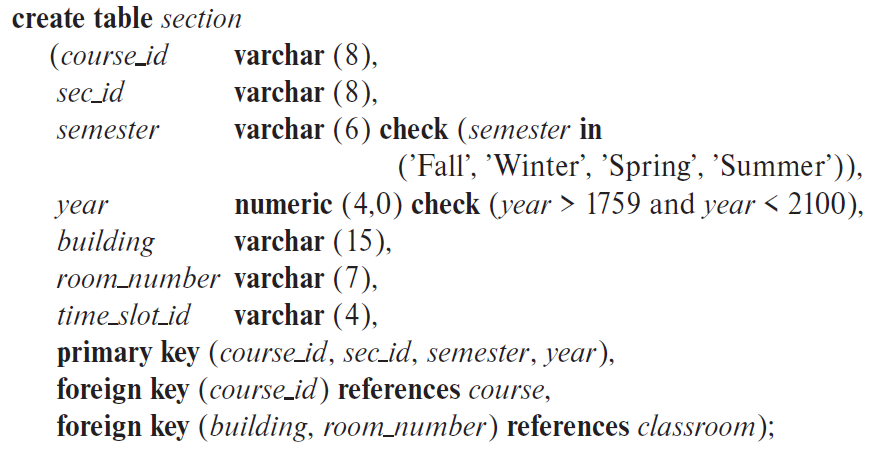 create table section
(course_id varchar (8),
sec_id varchar (8),
semester varchar (6) check (semester in
(’Fall’, ’Winter’, ’Spring’, ’Summer’)),
year numeric (4,0) check (year > 1759 and year < 2100),
building varchar (15),
room_number varchar (7),
time_slot_id varchar (4),
primary key (course_id, sec_id, semester, year),
foreign key (course_id) references course,
foreign key (building, room_number) references classroom);